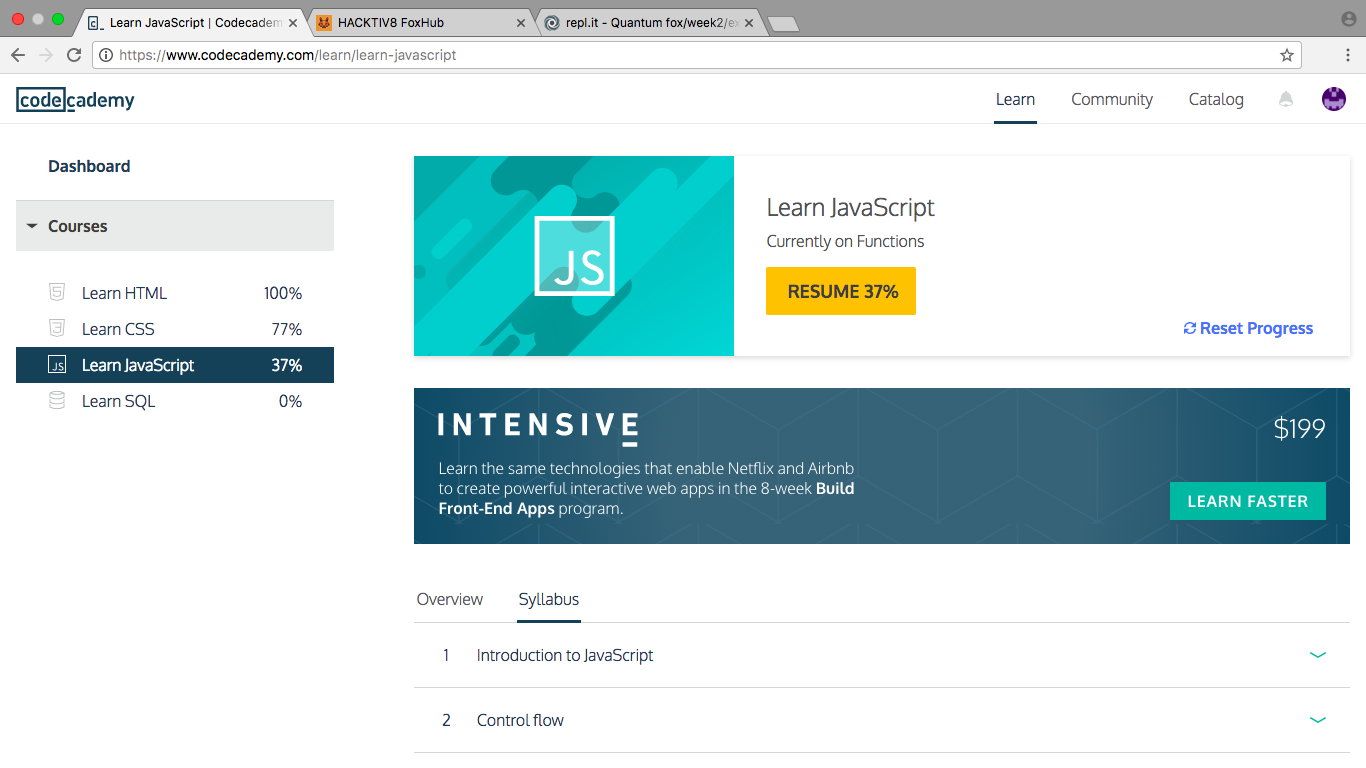 Learn JavaScript | Codecadem
HACKTIV8 FoxHub
repl.it - Quantum fox/week2/ex
https://www.codecademy.com/learn/learn-javascript
codecademy
Learn
Community
Catalog
Dashboard
Courses
Learn HTML 100%
Learn CSS 77%
JS Learn JavaScript 37%
Learn SQL 0%
JS
Learn JavaScript
Currently on Functions
RESUME 37%
Reset Progress
INTENSIVE
$199
Learn the same technologies that enable Netflix and Airbnb
to create powerful interactive web apps in the 8-week Build
Front-End Apps program.
LEARN FASTER
Overview
Syllabus
1 Introduction to JavaScript
2 Control flow